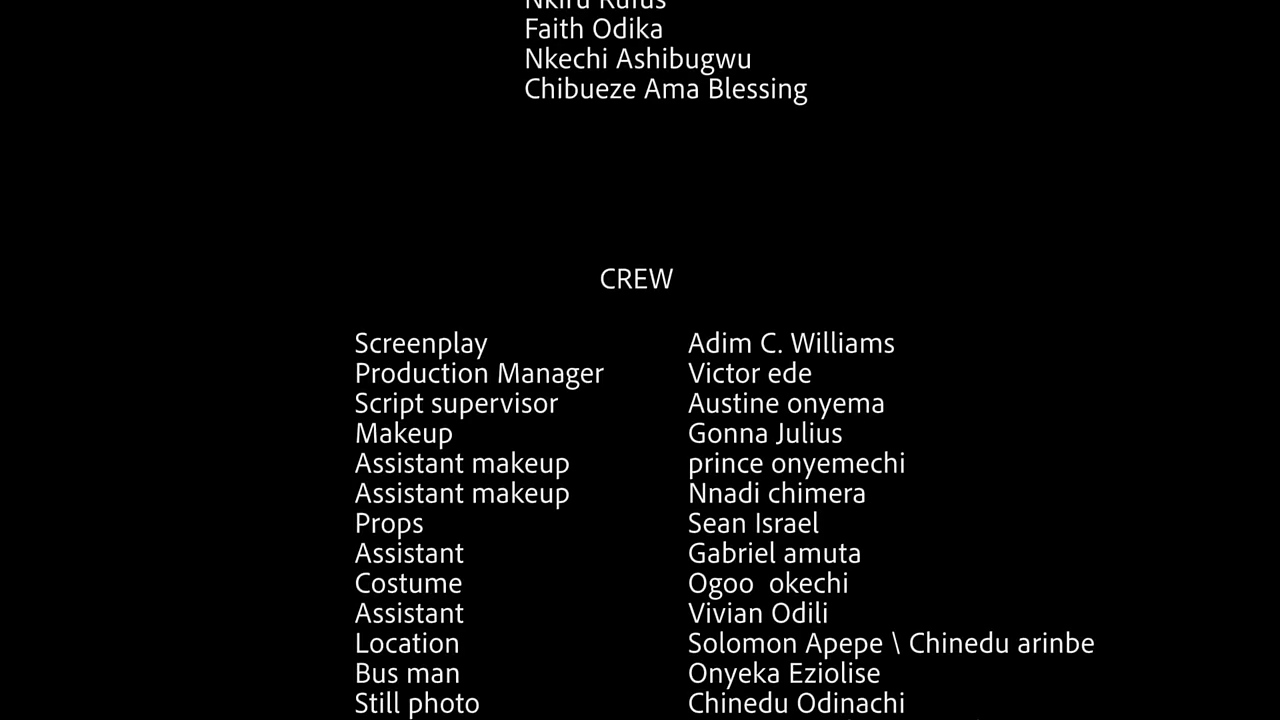 Nkiru Rufus
Faith Odika
Nkechi Ashibugwu
Chibueze Ama Blessing
CREW
Screenplay Adim C. Williams
Production Manager Victor ede
Script supervisor Austine onyema
Makeup Gonna Julius
Assistant makeup prince onyemechi
Assistant makeup Nnadi chimera
Props Sean Israel
Assistant Gabriel amuta
Costume Ogoo okechi
Assistant Vivian Odili
Location Solomon Apepe \ Chinedu arinbe
Bus man Onyeka Eziolise
Still photo Chinedu Odinachi